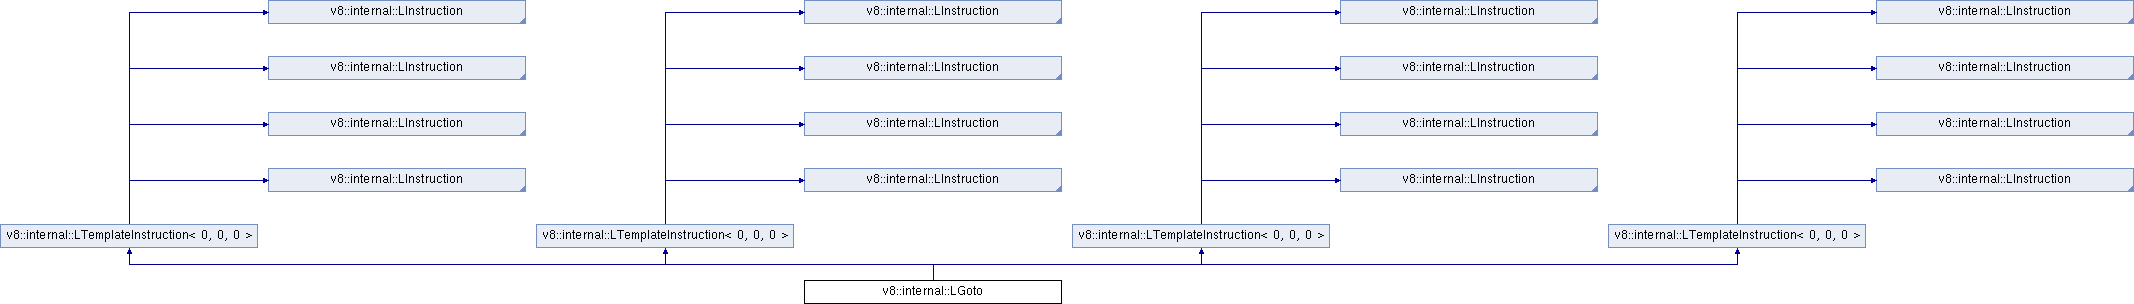 v8::internal::LInstruction v8::internal::LInstruction v8::internal::LInstruction v8::internal::LInstruction
v8::internal::LInstruction v8::internal::LInstruction v8::internal::LInstruction v8::internal::LInstruction
v8::internal::LInstruction v8::internal::LInstruction v8::internal::LInstruction v8::internal::LInstruction
v8::internal::LInstruction v8::internal::LInstruction v8::internal::LInstruction v8::internal::LInstruction
v8::internal::LTemplateInstruction< 0, 0, 0 > v8::internal::LTemplateInstruction< 0, 0, 0 > v8::internal::LTemplateInstruction< 0, 0, 0 > v8::internal::LTemplateInstruction< 0, 0, 0 >
v8::internal::LGoto